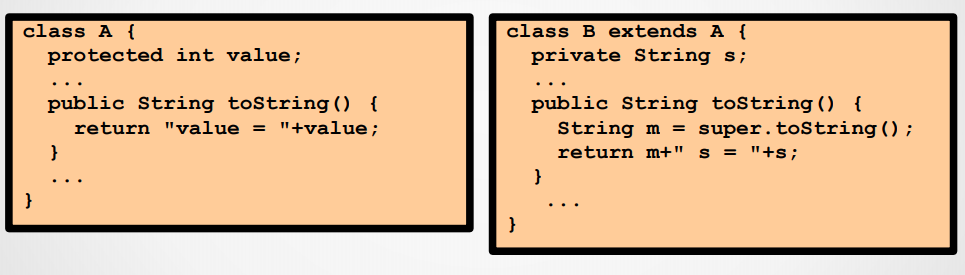 class A {
protected int value;
...
public String toString() {
return "value = "+value;
}
...
}
class B extends A {
private String s;
...
public String toString() {
String m = super.toString();
return m+" s = "+s;
}
...
}